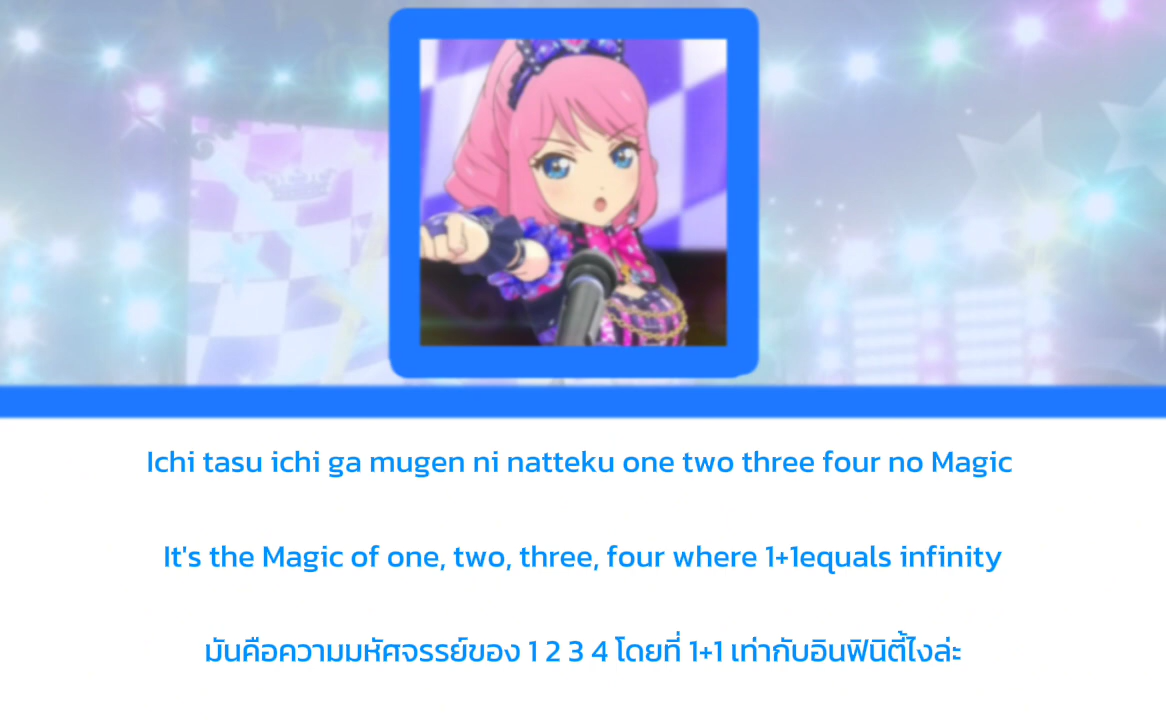 Ichi tasu ichi ga mugen ni natteku one two three four no Magic
It's the Magic of one, two, three, four where 1+1equals infinity
มันคือความมหัศจรรย์ของ 1 2 3 4 โดยที่ 1+1 เท่ากับอินฟินิตี้ไงล่ะ